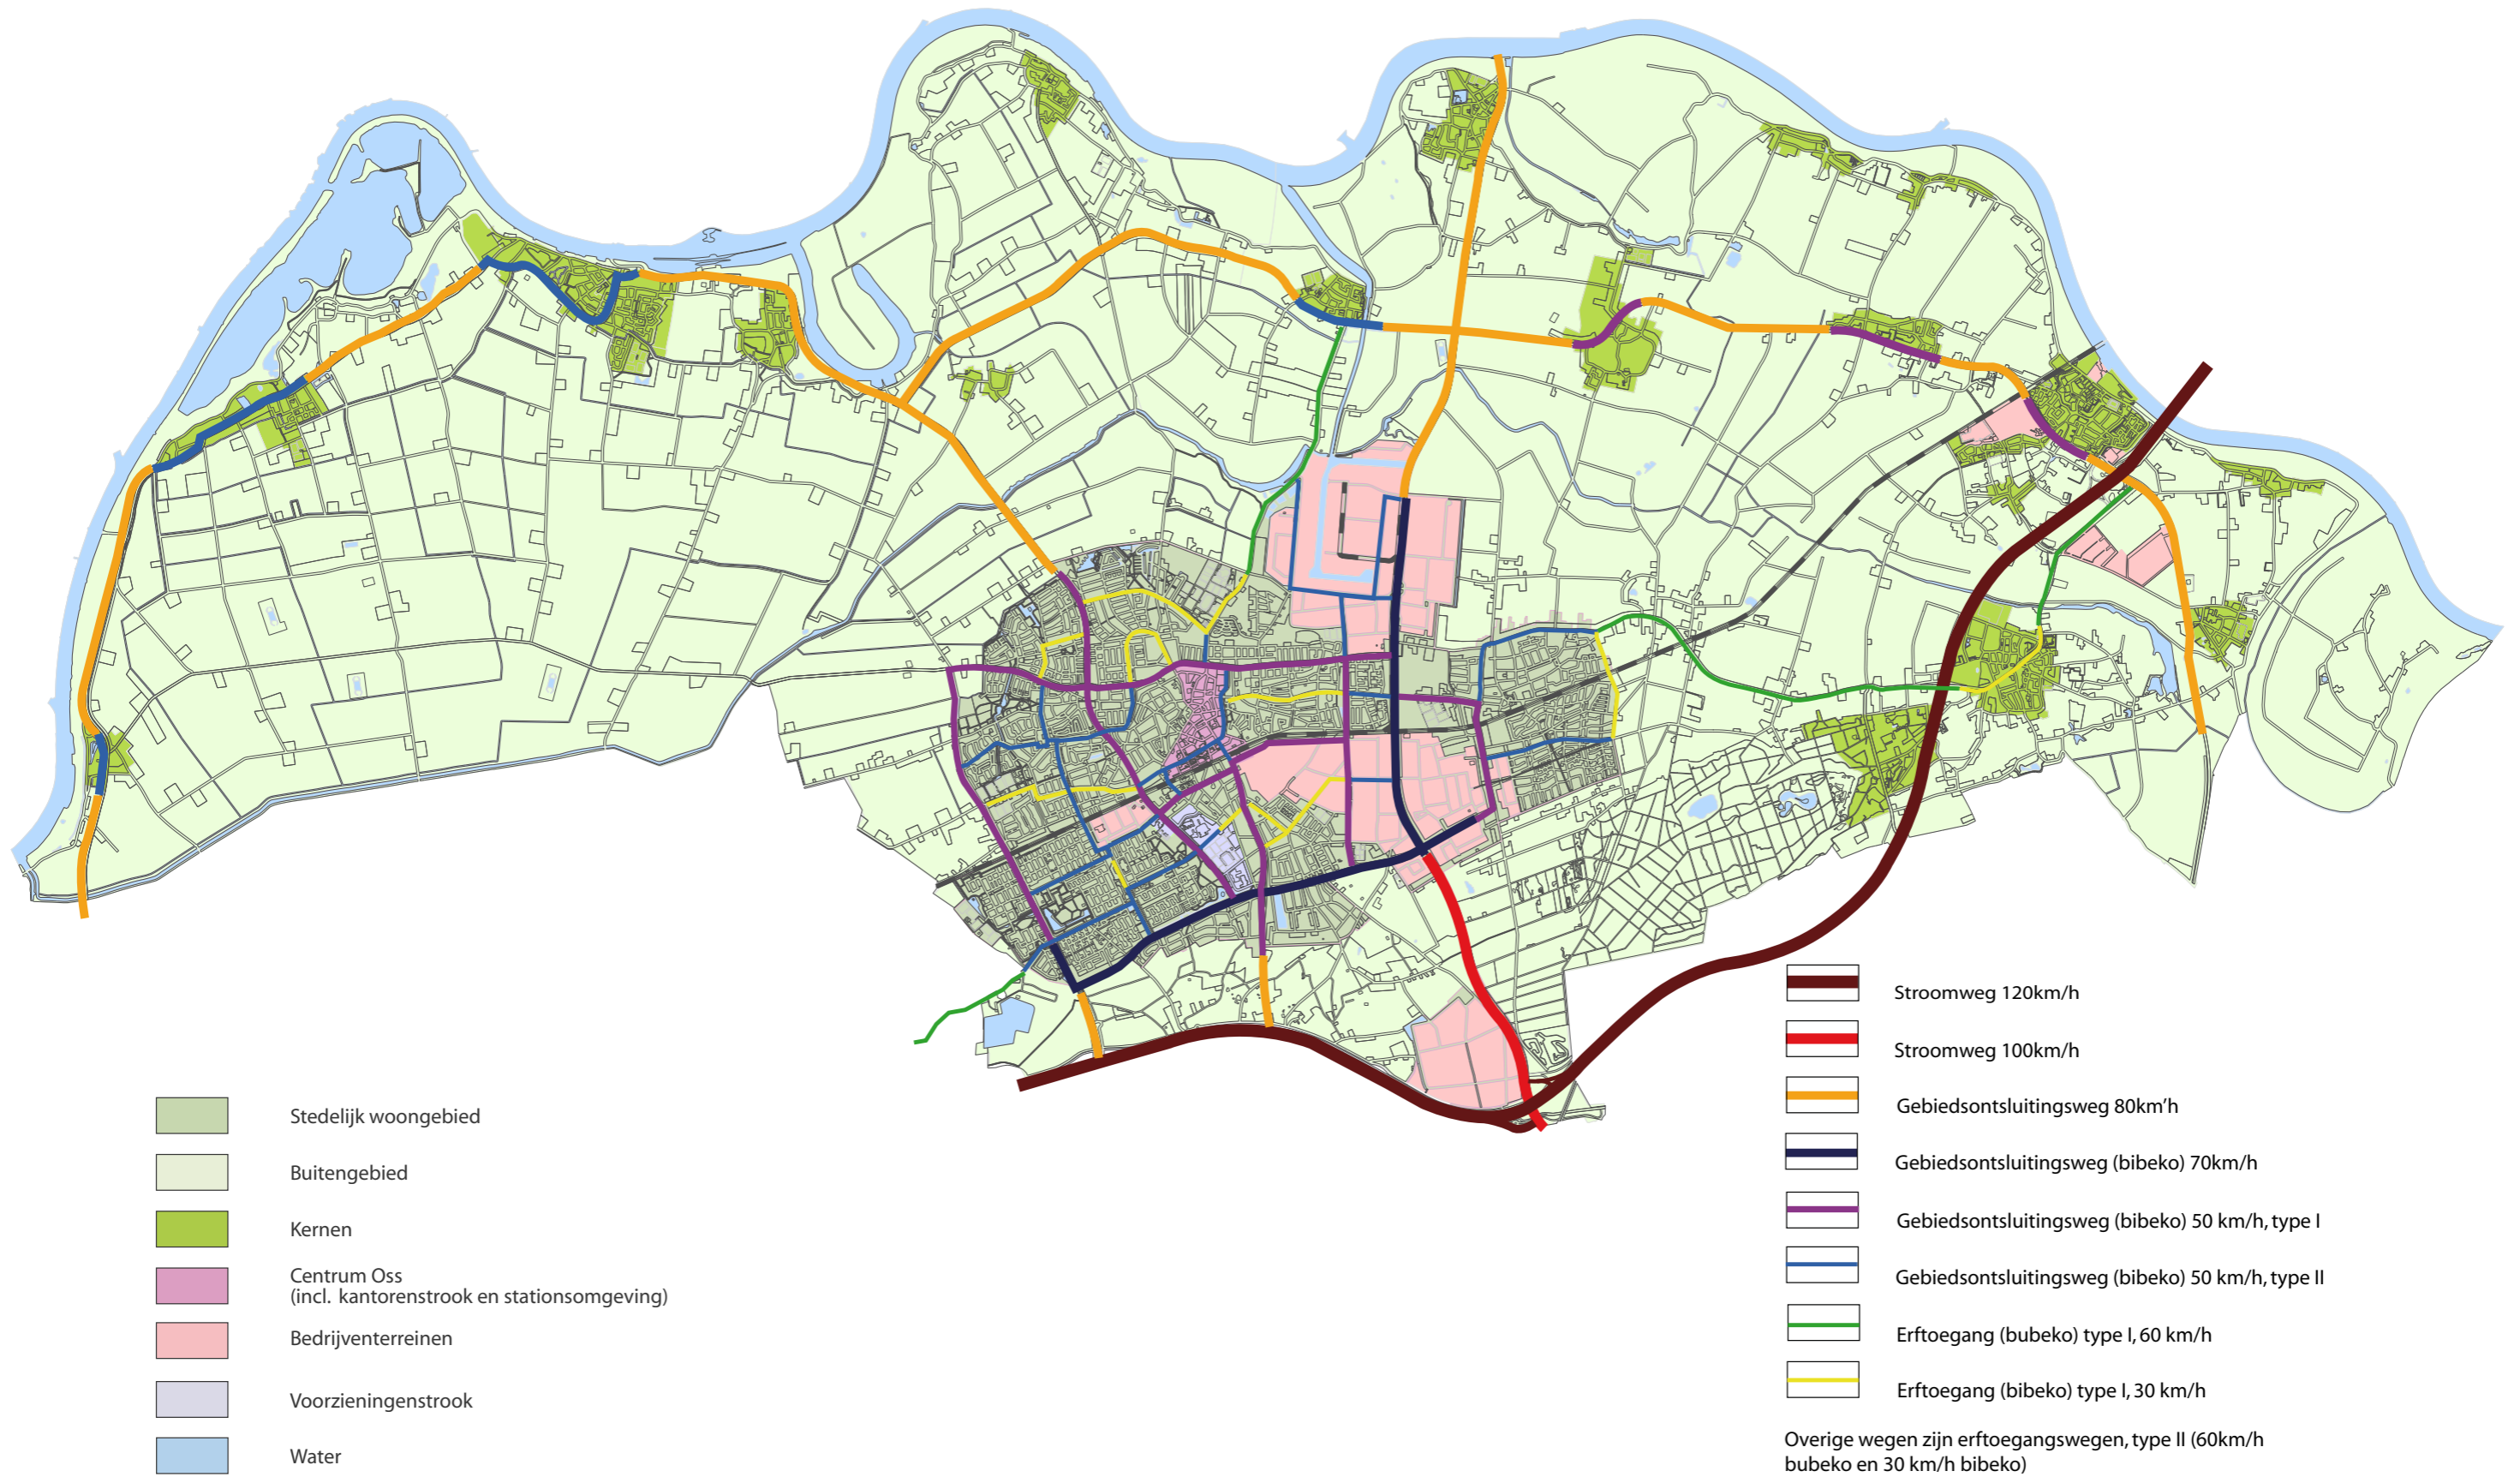 Stedelijk woongebied
Buitengebied
Kernen
Centrum Oss
(incl. kantorenstrook en stationsomgeving)
Bedrijventerreinen
Voorzieningenstrook
Water
Stroomweg 120km/h
Stroomweg 100km/h
Gebiedsontsluitingsweg 80km'h
Gebiedsontsluitingsweg (bibeko) 70km/h
Gebiedsontsluitingsweg (bibeko) 50 km/h, type I
Gebiedsontsluitingsweg (bibeko) 50 km/h, type II
Erftoegang (bubeko) type I, 60 km/h
Erftoegang (bibeko) type I, 30 km/h
Overige wegen zijn erftoegangswegen, type II (60km/h
bubeko en 30 km/h bibeko)